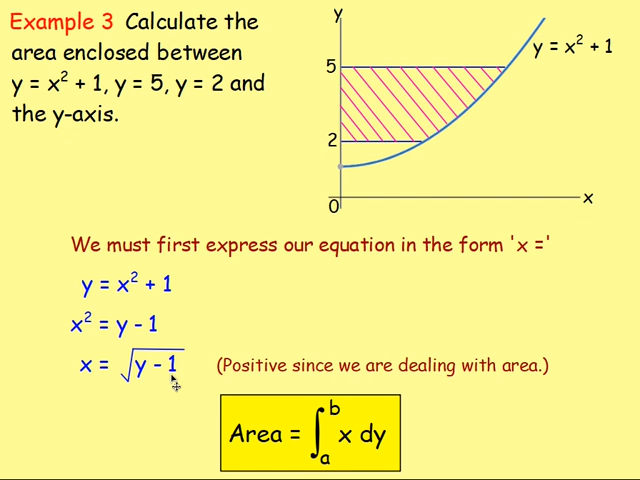 Example 3 Calculate the
area enclosed between
y = x² + 1, y = 5, y = 2 and
the y-axis.
y
y = x² + 1
5
2
0
x
We must first express our equation in the form 'x ='
y = x² + 1
x² = y - 1
x = √(y - 1) (Positive since we are dealing with area.)
Area = ∫ₐᵇ x dy